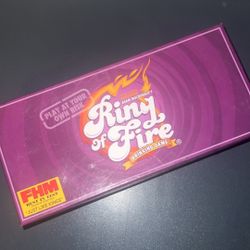 PLAY AT YOUR
OWN RISK
Ring
of
Fire
DRINKING GAME
®
FHM